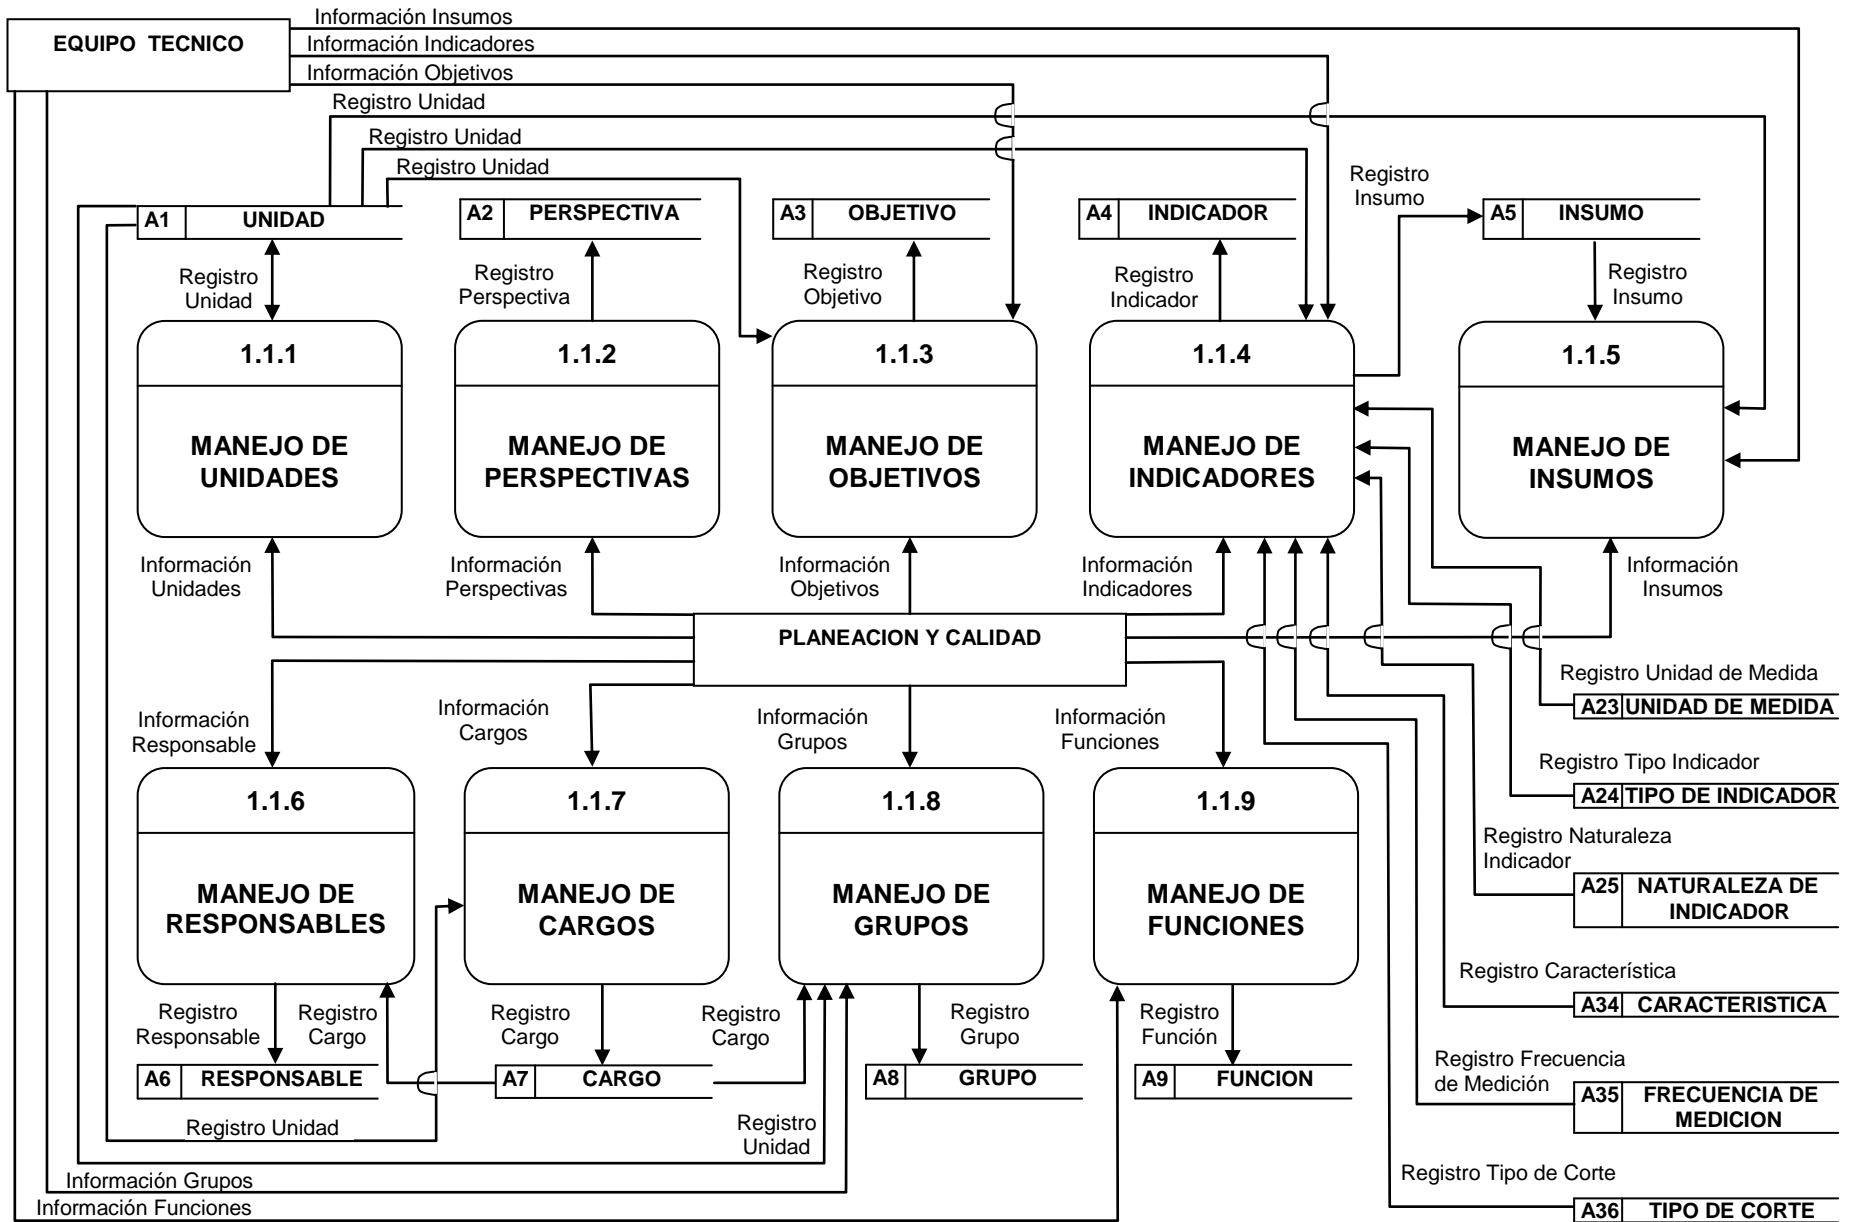 Información Insumos
EQUIPO TECNICO
Información Indicadores
Información Objetivos
Registro Unidad
Registro Unidad
Registro Unidad
Registro
Insumo
A1 UNIDAD
A2 PERSPECTIVA
A3 OBJETIVO
A4 INDICADOR
A5 INSUMO
Registro
Unidad
Registro
Perspectiva
Registro
Objetivo
Registro
Indicador
Registro
Insumo
1.1.1
MANEJO DE
UNIDADES
1.1.2
MANEJO DE
PERSPECTIVAS
1.1.3
MANEJO DE
OBJETIVOS
1.1.4
MANEJO DE
INDICADORES
1.1.5
MANEJO DE
INSUMOS
Información
Unidades
Información
Perspectivas
Información
Objetivos
Información
Indicadores
Información
Insumos
PLANEACION Y CALIDAD
Registro Unidad de Medida
A23 UNIDAD DE MEDIDA
Información
Responsable
Información
Cargos
Información
Grupos
Información
Funciones
Registro Tipo Indicador
A24 TIPO DE INDICADOR
1.1.6
MANEJO DE
RESPONSABLES
1.1.7
MANEJO DE
CARGOS
1.1.8
MANEJO DE
GRUPOS
1.1.9
MANEJO DE
FUNCIONES
Registro Naturaleza
Indicador
A25 NATURALEZA DE
INDICADOR
Registro Característica
A34 CARACTERISTICA
Registro
Responsable
Registro
Cargo
Registro
Cargo
Registro
Cargo
Registro
Grupo
Registro
Función
A6 RESPONSABLE
A7 CARGO
A8 GRUPO
A9 FUNCION
Registro Frecuencia
de Medición
A35 FRECUENCIA DE
MEDICION
Registro Unidad
Registro
Unidad
Información Grupos
Información Funciones
Registro Tipo de Corte
A36 TIPO DE CORTE